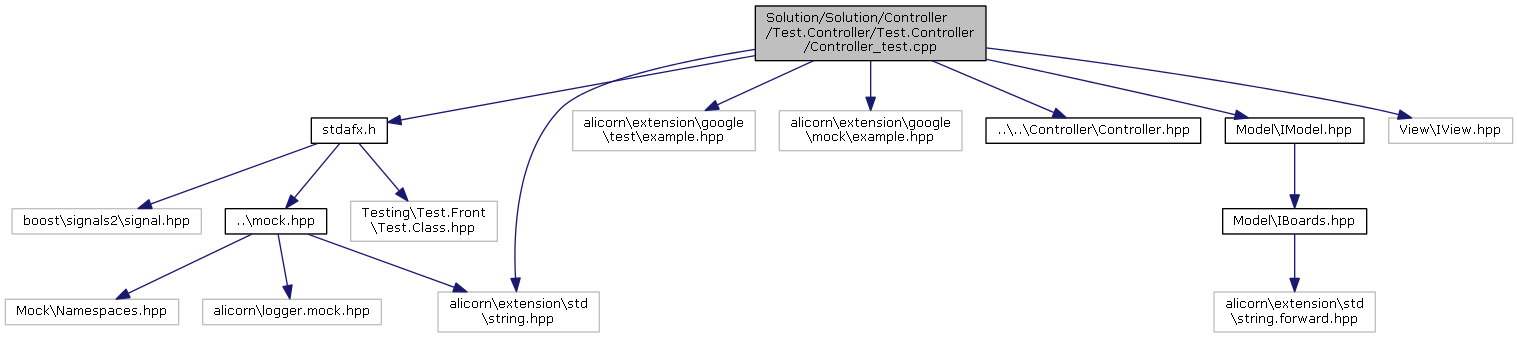 Solution/Solution/Controller
/Test.Controller/Test.Controller
/Controller_test.cpp
stdafx.h
alicorn\extension\google
\test\example.hpp
alicorn\extension\google
\mock\example.hpp
..\..\Controller\Controller.hpp
Model\IModel.hpp
View\IView.hpp
boost\signals2\signal.hpp
..\mock.hpp
Testing\Test.Front
\Test.Class.hpp
Model\IBoards.hpp
Mock\Namespaces.hpp
alicorn\logger.mock.hpp
alicorn\extension\std
\string.hpp
alicorn\extension\std
\string.forward.hpp